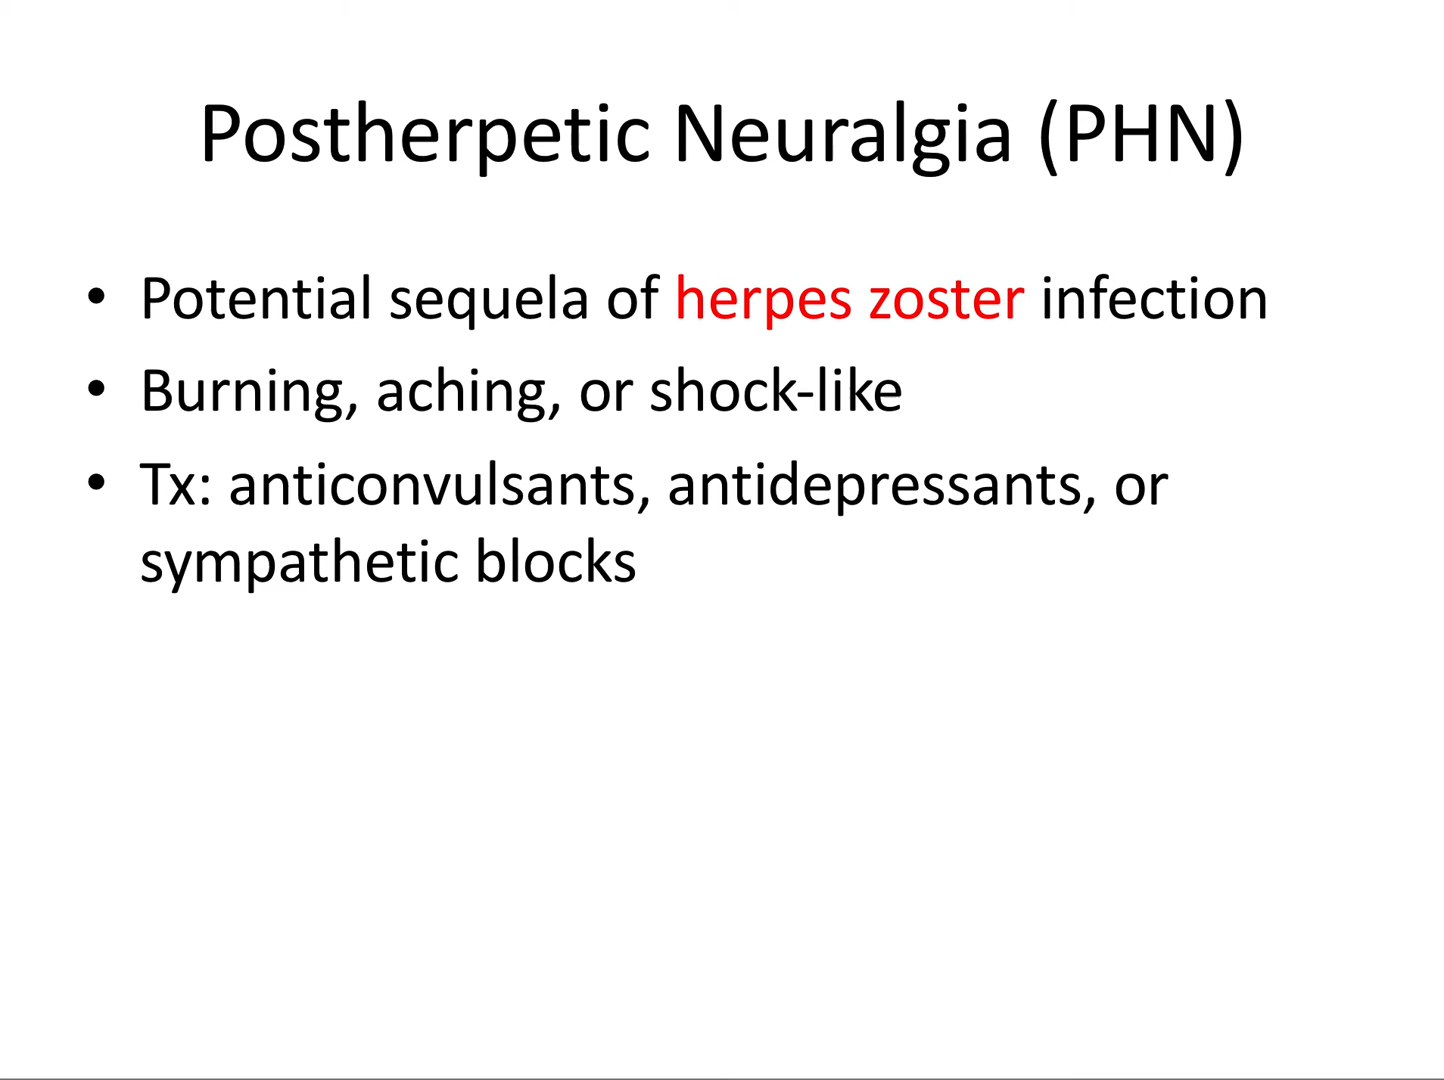 Postherpetic Neuralgia (PHN)
• Potential sequela of herpes zoster infection
• Burning, aching, or shock-like
• Tx: anticonvulsants, antidepressants, or
sympathetic blocks